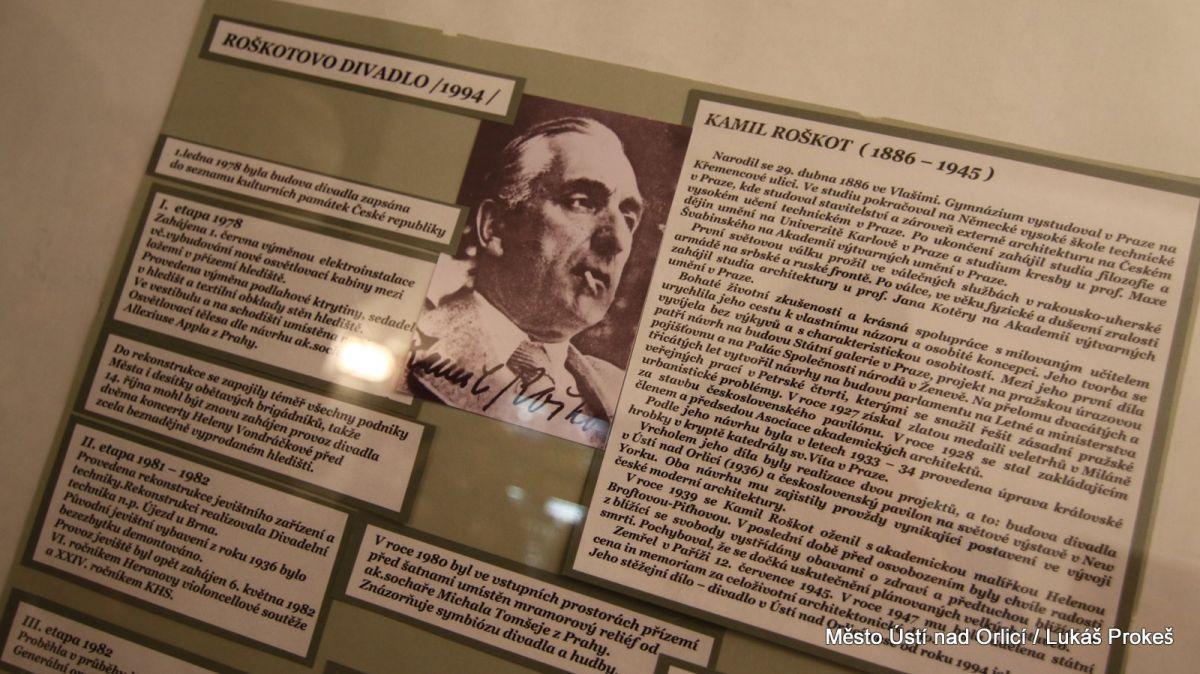 ROŠKOTOVO DIVADLO /1994 /
1.ledna 1978 byla budova divadla zapsána
do seznamu kulturních památek České republiky
I. etapa 1978
Zahájena 1. června výměnou elektroinstalace
vč.vybudování nové osvětlovací kabiny mezi
ložemi v přízemí hlediště.
Provedena výměna podlahové ktrytiny, sedadel
v hledišti a textilní obklady stěn hlediště.
Ve vestibulu a na schodišti umístěna
Osvětlovací tělesa dle návrhu ak.soch
Allexiuse Appla z Prahy.
Do rekonstrukce se zapojily téměř všechny podniky
Města i desítky obětavých brigádníků, takže
14. října mohl být znovu zahájen provoz divadla
dvěma koncerty Heleny Vondráčkové před
zcela beznadějně vyprodaném hledišti.
II. etapa 1981 – 1982
Provedena rekonstrukce jevištního zařízení a
techniky.Rekonstrukci realizovala Divadelní
technika n.p. Újezd u Brna.
Původní jevištní vybavení z roku 1936 bylo
bezezbytku demontováno.
Provoz jeviště byl opět zahájen 6. května 1982
VI. ročníkem Heranovy violoncellové soutěže
a XXIV. ročníkem KHS.
III. etapa 1982
Proběhla v průběhu
Generální
V roce 1980 byl ve vstupních prostorách přízemí
před šatnami umístěn mramorový reliéf od
ak.sochaře Michala Tomšeje z Prahy.
Znázorňuje symbiózu divadla a hudby.
KAMIL ROŠKOT ( 1886 – 1945 )
Narodil se 29. dubna 1886 ve Vlašimi. Gymnázium vystudoval v Praze na
Křemencové ulici. Ve studiu pokračoval na Německé vysoké škole technické
v Praze, kde studoval stavitelství a zároveň externě architekturu na Českém
vysokém učení technickém v Praze. Po ukončení zahájil studia filozofie a
dějin umění na Univerzitě Karlově v Praze a studium kresby u prof. Maxe
Švabinského na Akademii výtvarných umění v Praze.
První světovou válku prožil ve válečných službách v rakousko-uherské
armádě na srbské a ruské frontě. Po válce, ve věku fyzické a duševní zralosti
zahájil studia architektury u prof. Jana Kotěry na Akademii výtvarných
umění v Praze.
Bohaté životní zkušenosti a krásná spolupráce s milovaným učitelem
urychlila jeho cestu k vlastnímu názoru a osobité koncepci. Jeho tvorba se
vyvíjela bez výkyvů a s charakteristickou osobitostí. Mezi jeho první díla
patří návrh na budovu Státní galerie v Praze, projekt na pražskou úrazovou
pojišťovnu a na Palác Společnosti národů v Ženevě. Na přelomu dvacátých a
třicátých let vytvořil návrhy na budovu parlamentu na Letné a ministerstva
veřejných prací v Petrské čtvrti, kterými se snažil řešit zásadní pražské
urbanistické problémy. V roce 1927 získal zlatou medaili veletrhů v Miláně
za stavbu československého pavilónu. V roce 1928 se stal zakládajícím
členem a předsedou Asociace akademických architektů.
Podle jeho návrhu byla v letech 1933 – 34 provedena úprava královské
hrobky v kryptě katedrály sv.Víta v Praze.
Vrcholem jeho díla byly realizace dvou projektů, a to: budova divadla
v Ústí nad Orlicí (1936) a československý pavilon na světové výstavě v New
Yorku. Oba návrhu mu zajistily provždy vynikající postavení ve vývoji
české moderní architektury.
V roce 1939 se Kamil Roškot oženil s akademickou malířkou Helenou
Broftovou-Piťhovou. V poslední době před osvobozením byly chvíle radosti
z blížící se svobody vystřídány obavami o zdraví a předtuchou blížící se
smrti. Pochyboval, že se dočká uskutečnění plánovaných velkých
Zemřel v Paříži 12. července 1945. V roce 1947 mu byla udělena státní
cena in memoriam za celoživotní architektonické
Jeho stěžejní dílo – divadlo v Ústí nad Orlicí se od roku 1994
Město Ústí nad Orlicí / Lukáš Prokeš